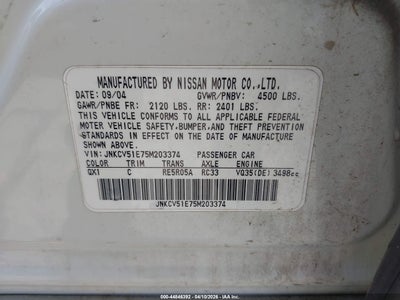 MANUFACTURED BY NISSAN MOTOR CO.,LTD.
DATE: 09/04 GVWR/PNBV: 4500 LBS.
GAWR/PNBE FR: 2120 LBS. RR: 2401 LBS.
THIS VEHICLE CONFORMS TO ALL APPLICABLE FEDERAL
MOTOR VEHICLE SAFETY, BUMPER, AND THEFT PREVENTION
STANDARDS IN EFFECT ON THE DATE OF MANUFACTURE
SHOWN ABOVE.
VIN: JNKCV51E75M203374 PASSENGER CAR
COLOR TRIM TRANS AXLE ENGINE
QX1 C RE5R05A RC33 VQ35(DE) 3498cc
JNKCV51E75M203374
000-44846392 - 04/10/2026 - IAA